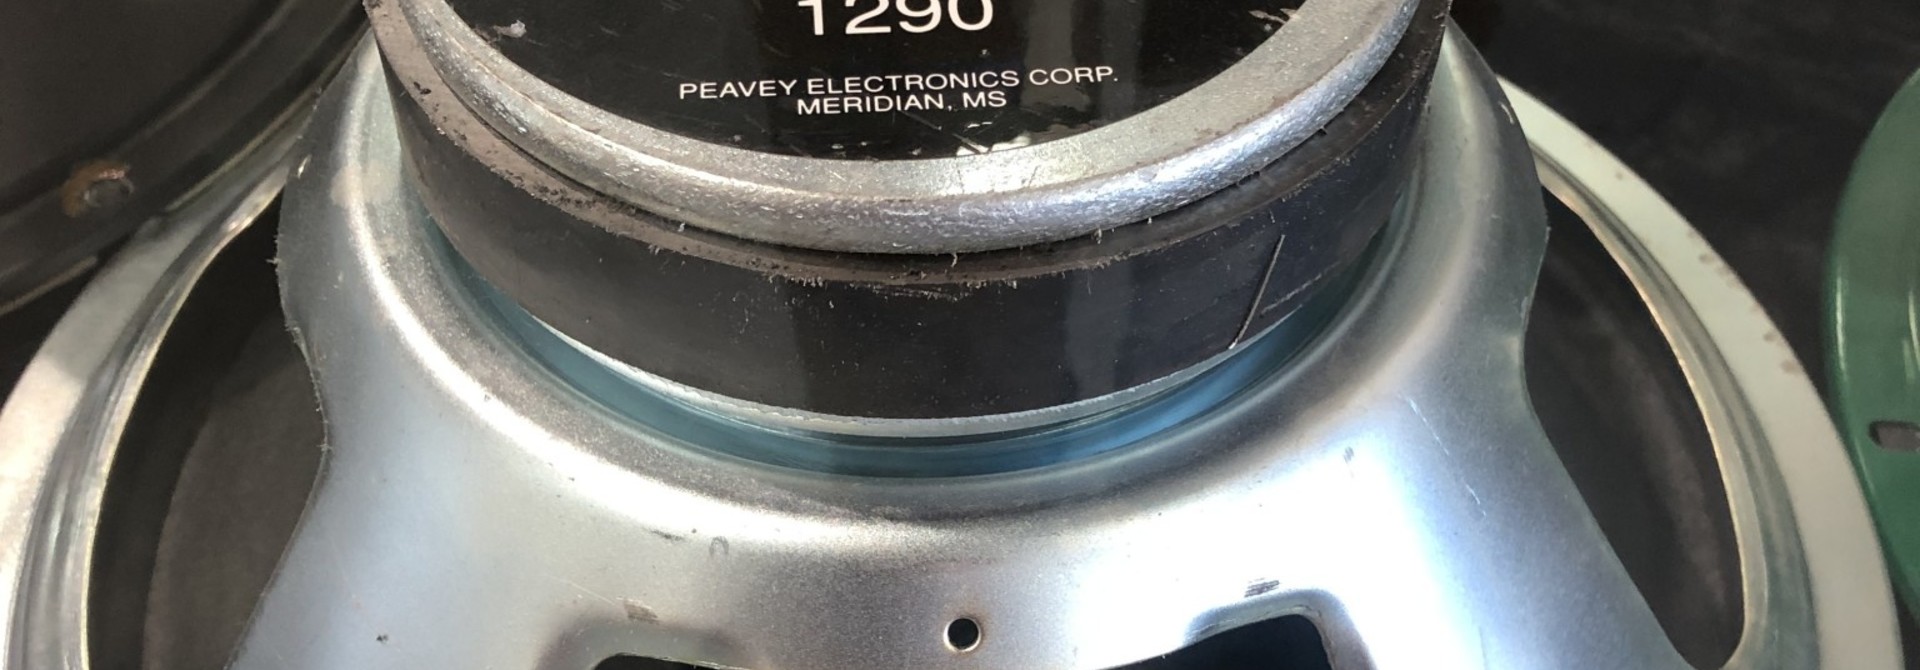 1290
PEAVEY ELECTRONICS CORP.
MERIDIAN, MS